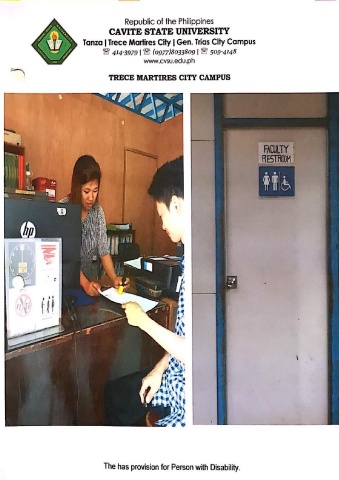 Republic of the Philippines
CAVITE STATE UNIVERSITY
Tanza | Trece Martires City | Gen. Trias City Campus
☏ 414-3979 | ☏ (0977)8033809 | ☏ 509-4148
www.cvsu.edu.ph
TRECE MARTIRES CITY CAMPUS
hp
FACULTY
RESTROOM
The has provision for Person with Disability.